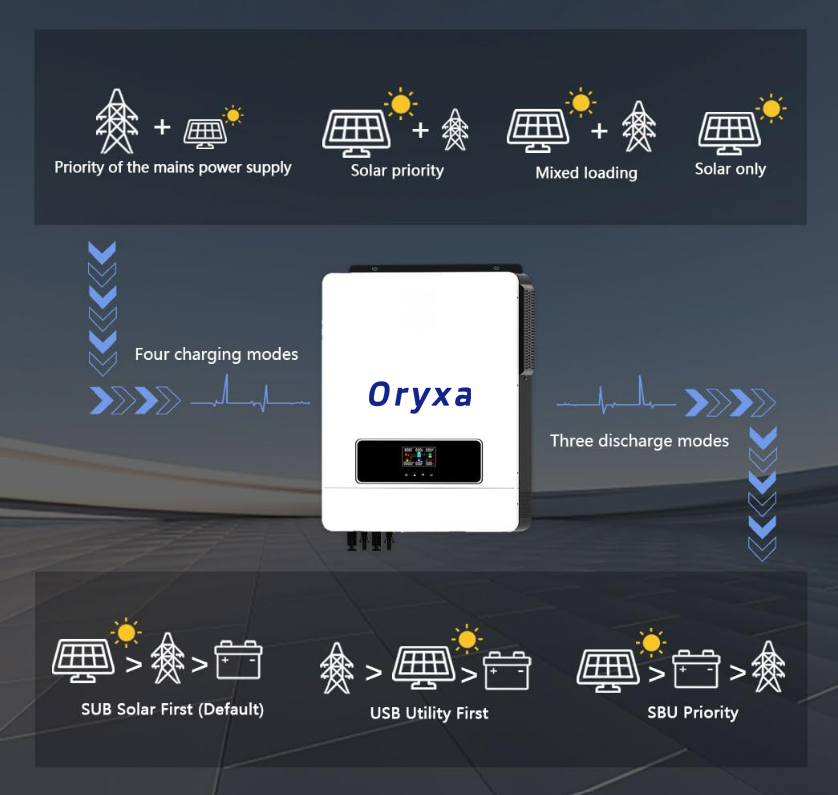 Priority of the mains power supply
Solar priority
Mixed loading
Solar only
Four charging modes
Oryxa
Three discharge modes
SUB Solar First (Default)
USB Utility First
SBU Priority